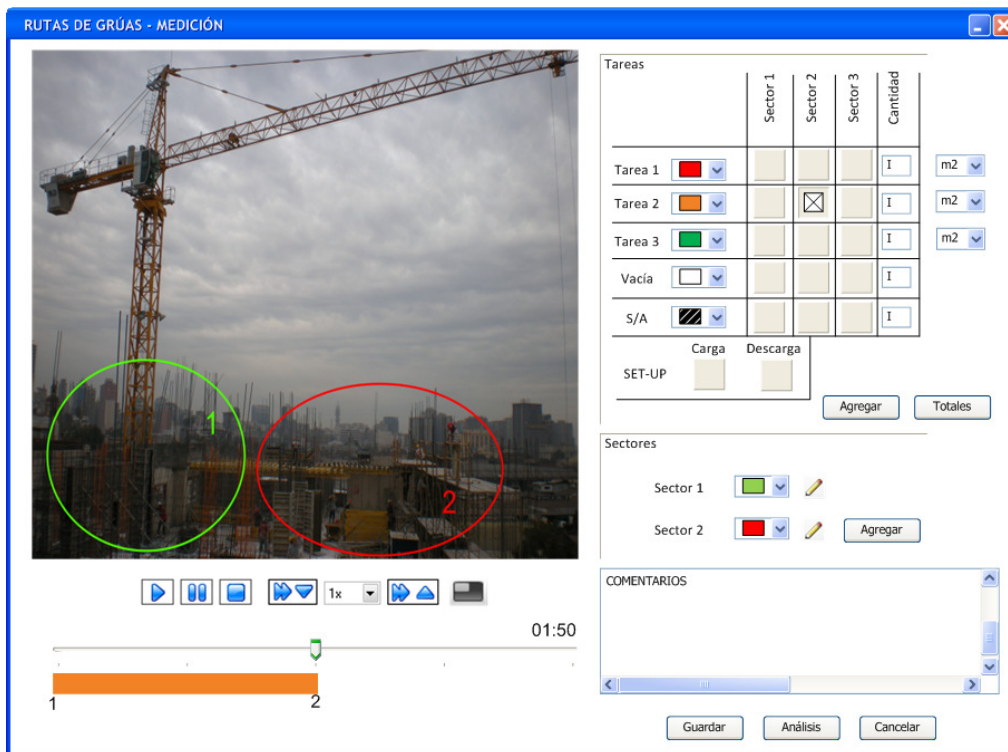 RUTAS DE GRÚAS - MEDICIÓN
1
2
1x
01:50
1
2
Tareas
Sector 1
Sector 2
Sector 3
Cantidad
Tarea 1 I m2
Tarea 2 I m2
Tarea 3 I m2
Vacía I
S/A I
Carga Descarga
SET-UP
Agregar Totales
Sectores
Sector 1
Sector 2 Agregar
COMENTARIOS
Guardar Análisis Cancelar